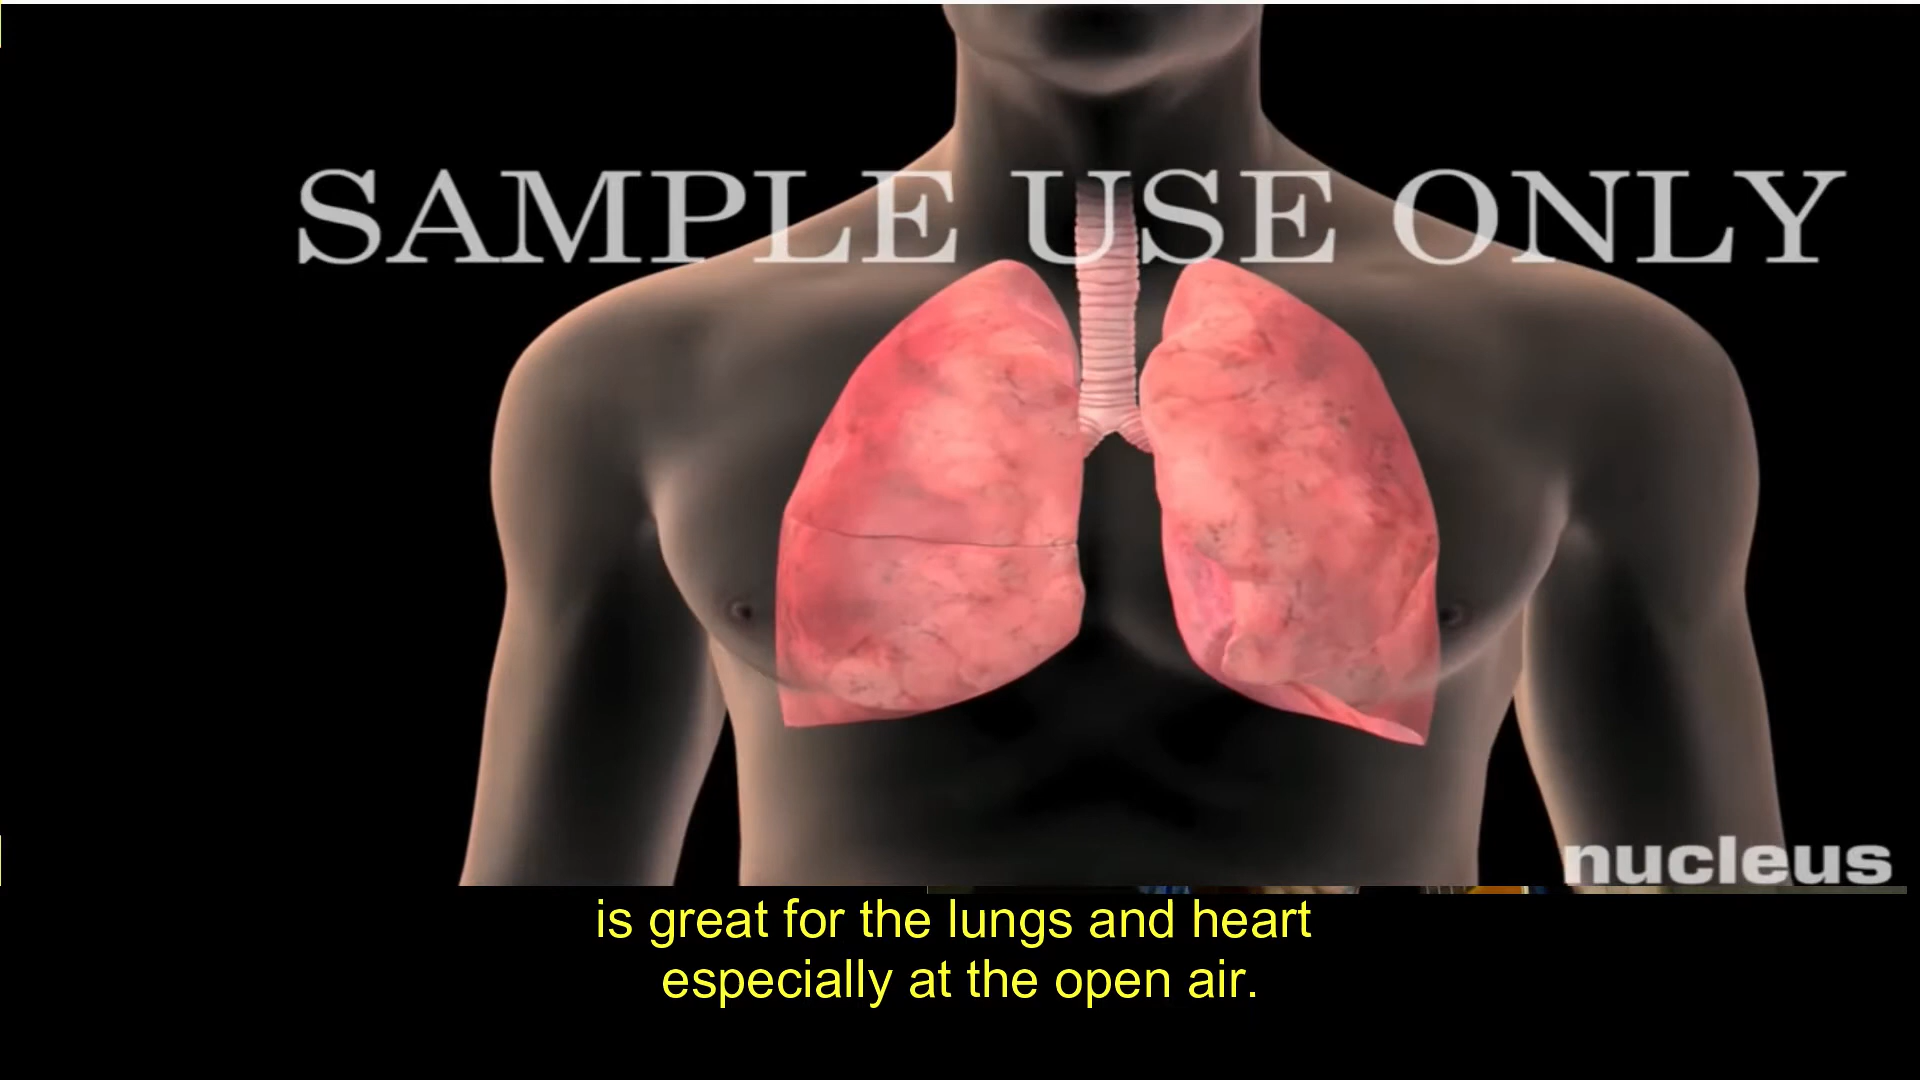 SAMPLE USE ONLY
nucleus
is great for the lungs and heart
especially at the open air.